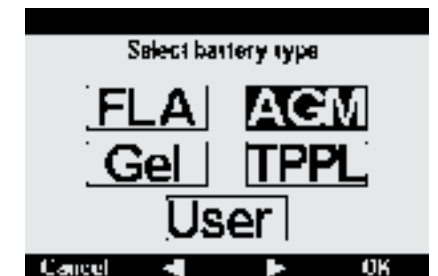 Select battery type
FLA AGM
Gel TPPL
User
Cancel ◀ ▶ OK